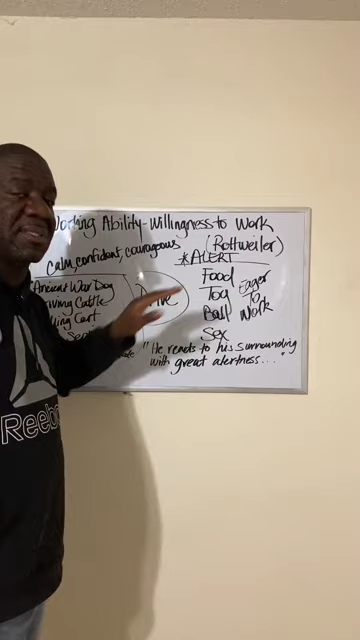 Working Ability-Willingness to Work
(Rottweiler)
calm, confident, courageous
*ALERT
Ancient War Dog
Cattle
Cart
Food
Toy
Ball
Sex
Eager
To
Work
"He reacts to his surrounding
with great alertness..."
Reebok